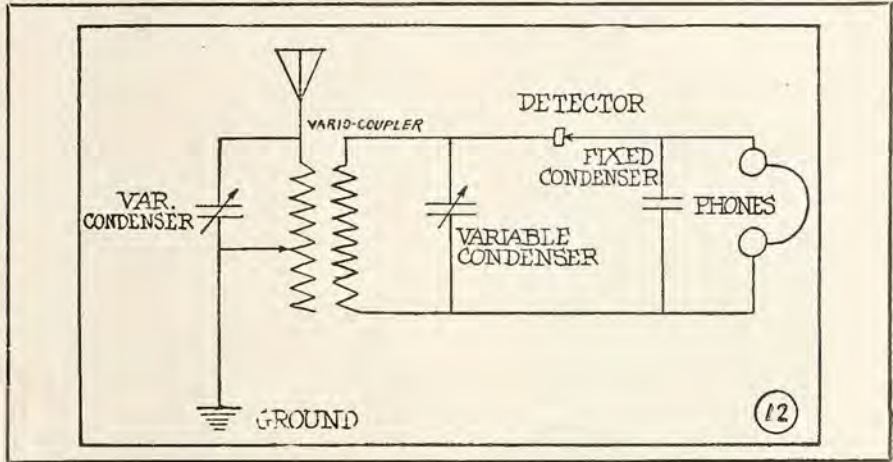 VARIO-COUPLER
DETECTOR
FIXED
CONDENSER
VAR.
CONDENSER
PHONES
VARIABLE
CONDENSER
GROUND
12